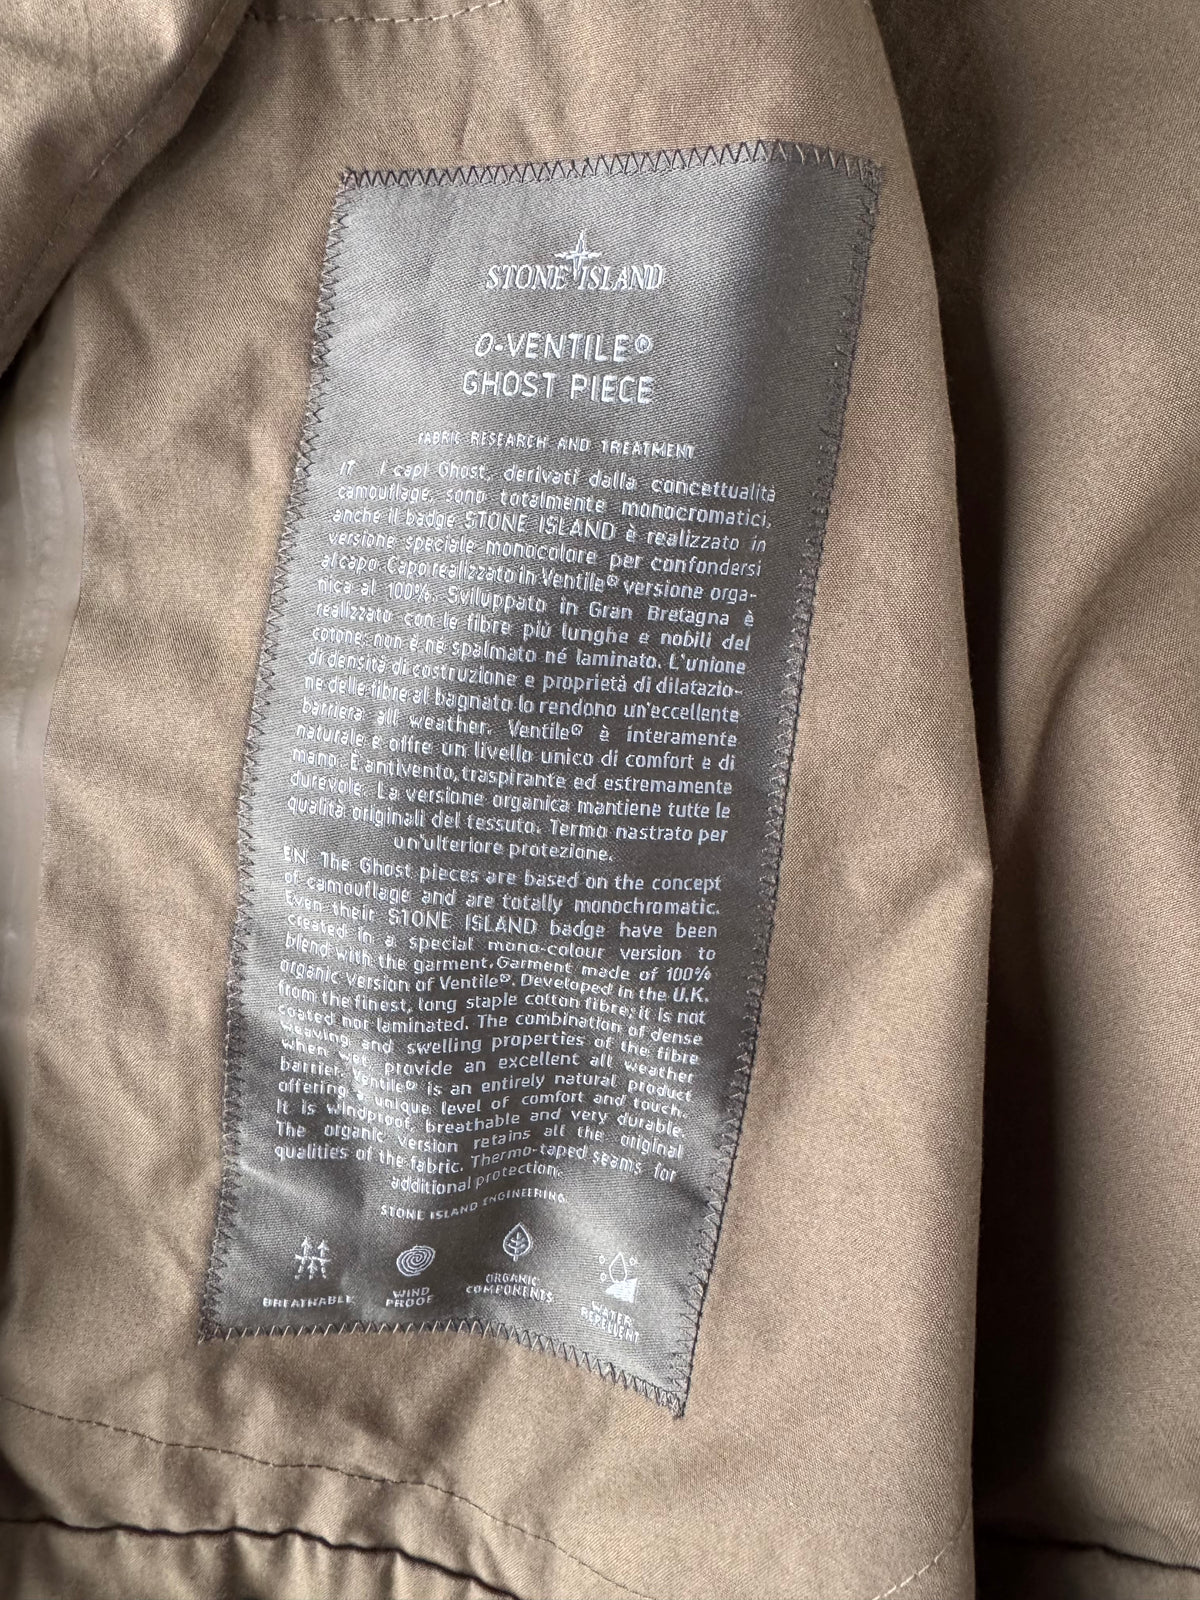 STONE ISLAND
O-VENTILE®
GHOST PIECE
FABRIC RESEARCH AND TREATMENT
IT I capi Ghost, derivati dalla concettualità
camouflage, sono totalmente monocromatici,
anche il badge STONE ISLAND è realizzato in
versione speciale monocolore per confondersi
al capo. Capo realizzato in Ventile® versione orga-
nica al 100%. Sviluppato in Gran Bretagna è
realizzato con le fibre più lunghe e nobili del
cotone; non è né spalmato né laminato. L'unione
di densità di costruzione e proprietà di dilatazio-
ne delle fibre al bagnato lo rendono un'eccellente
barriera all weather. Ventile® è interamente
naturale e offre un livello unico di comfort e di
mano. È antivento, traspirante ed estremamente
durevole. La versione organica mantiene tutte le
qualità originali del tessuto. Termo nastrato per
un'ulteriore protezione.
EN: The Ghost pieces are based on the concept
of camouflage and are totally monochromatic.
Even their STONE ISLAND badge have been
created in a special mono-colour version to
blend with the garment. Garment made of 100%
organic version of Ventile®. Developed in the U.K.
from the finest, long staple cotton fibre; it is not
coated nor laminated. The combination of dense
weaving and swelling properties of the fibre
when wet, provide an excellent all weather
barrier. Ventile® is an entirely natural product
offering a unique level of comfort and touch.
It is windproof, breathable and very durable.
The organic version retains all the original
qualities of the fabric. Thermo-taped seams for
additional protection.
STONE ISLAND ENGINEERING
BREATHABLE
WIND
PROOF
ORGANIC
COMPONENTS
WATER
REPELLENT